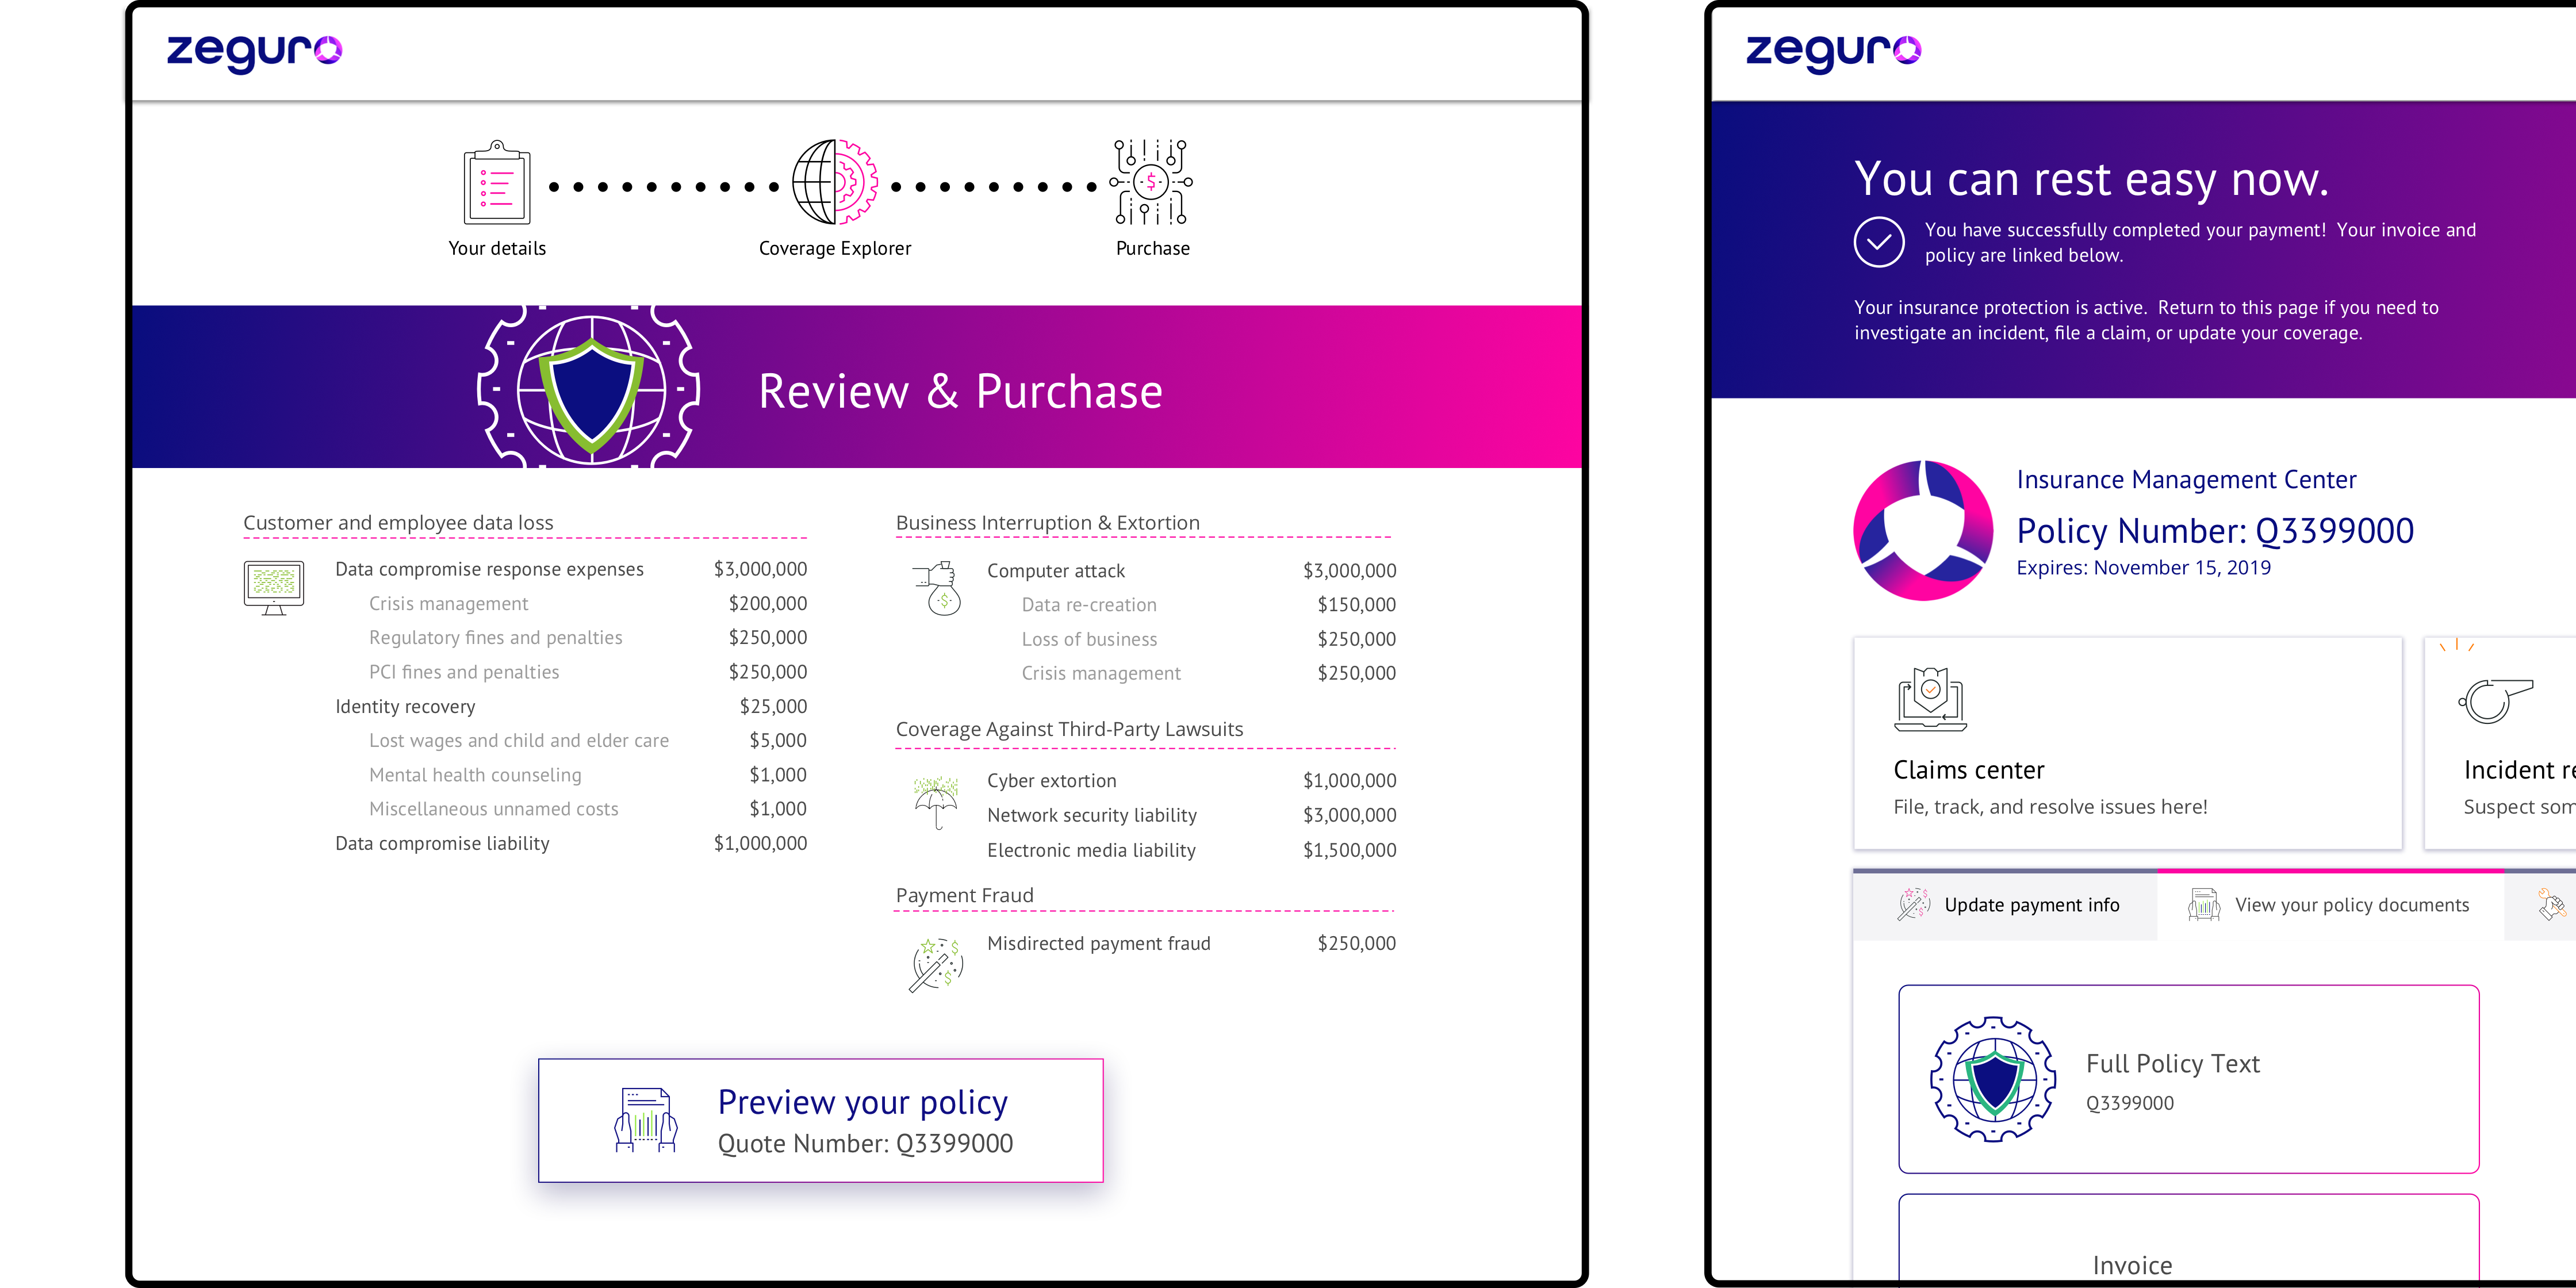 zeguro
Your details
Coverage Explorer
Purchase
Review & Purchase
Customer and employee data loss
Data compromise response expenses $3,000,000
Crisis management $200,000
Regulatory fines and penalties $250,000
PCI fines and penalties $250,000
Identity recovery $25,000
Lost wages and child and elder care $5,000
Mental health counseling $1,000
Miscellaneous unnamed costs $1,000
Data compromise liability $1,000,000
Business Interruption & Extortion
Computer attack $3,000,000
Data re-creation $150,000
Loss of business $250,000
Crisis management $250,000
Coverage Against Third-Party Lawsuits
Cyber extortion $1,000,000
Network security liability $3,000,000
Electronic media liability $1,500,000
Payment Fraud
Misdirected payment fraud $250,000
Preview your policy
Quote Number: Q3399000
zeguro
You can rest easy now.
You have successfully completed your payment! Your invoice and
policy are linked below.
Your insurance protection is active. Return to this page if you need to
investigate an incident, file a claim, or update your coverage.
Insurance Management Center
Policy Number: Q3399000
Expires: November 15, 2019
Claims center
File, track, and resolve issues here!
Incident
Suspect
Update payment info
View your policy documents
Full Policy Text
Q3399000
Invoice